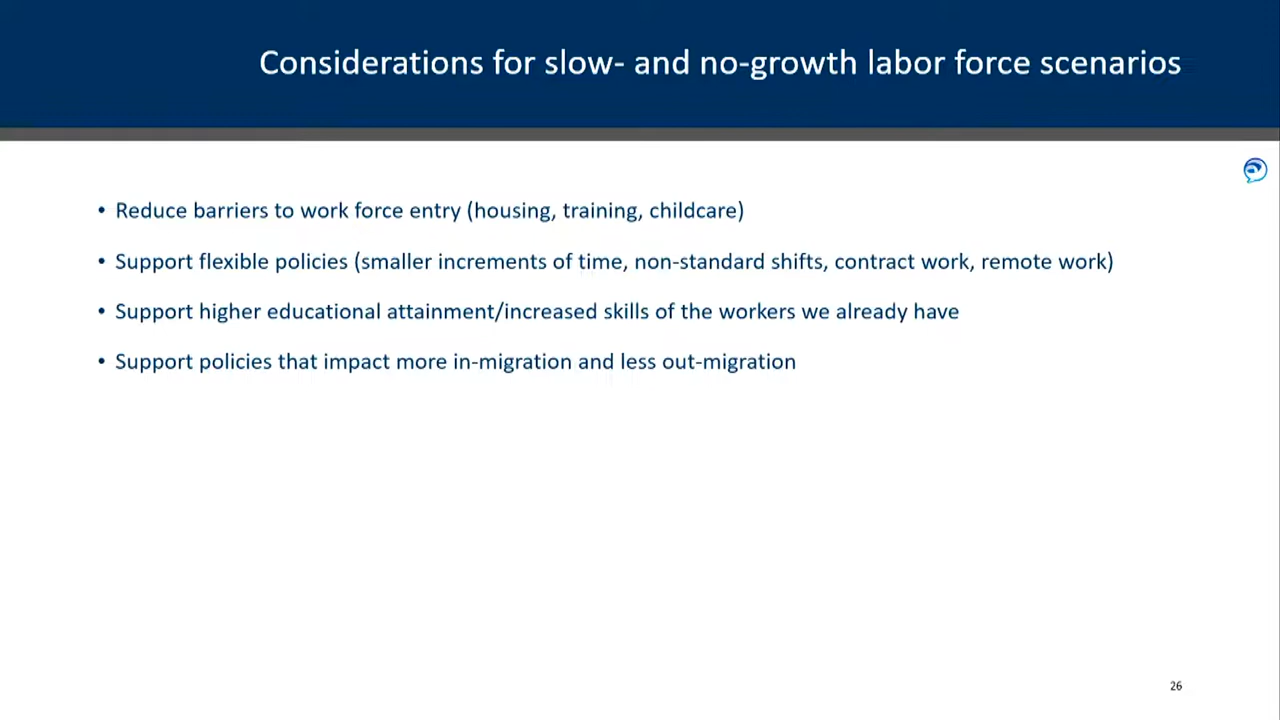 Considerations for slow- and no-growth labor force scenarios
• Reduce barriers to work force entry (housing, training, childcare)
• Support flexible policies (smaller increments of time, non-standard shifts, contract work, remote work)
• Support higher educational attainment/increased skills of the workers we already have
• Support policies that impact more in-migration and less out-migration
26